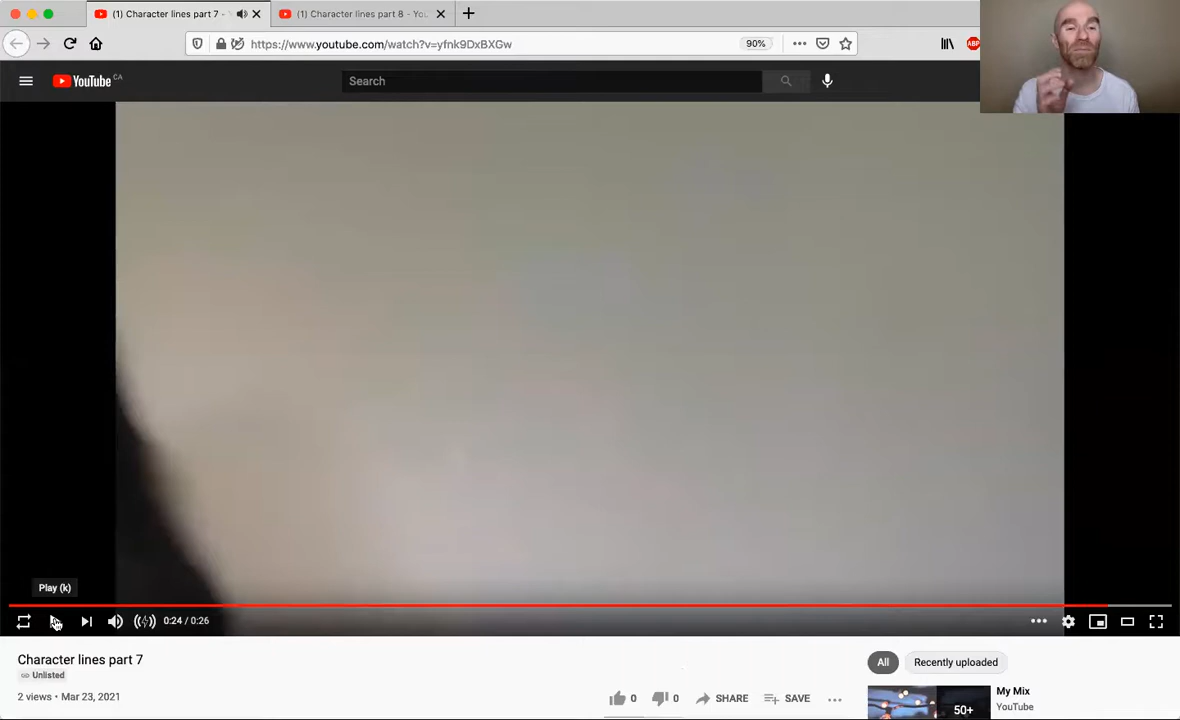 (1) Character lines part 7 -
(1) Character lines part 8 - You
https://www.youtube.com/watch?v=yfnk9DxBXGw
90%
ABP
YouTube CA
Search
Play (k)
0:24 / 0:26
Character lines part 7
Unlisted
2 views • Mar 23, 2021
0
0
SHARE
SAVE
All
Recently uploaded
50+
My Mix
YouTube